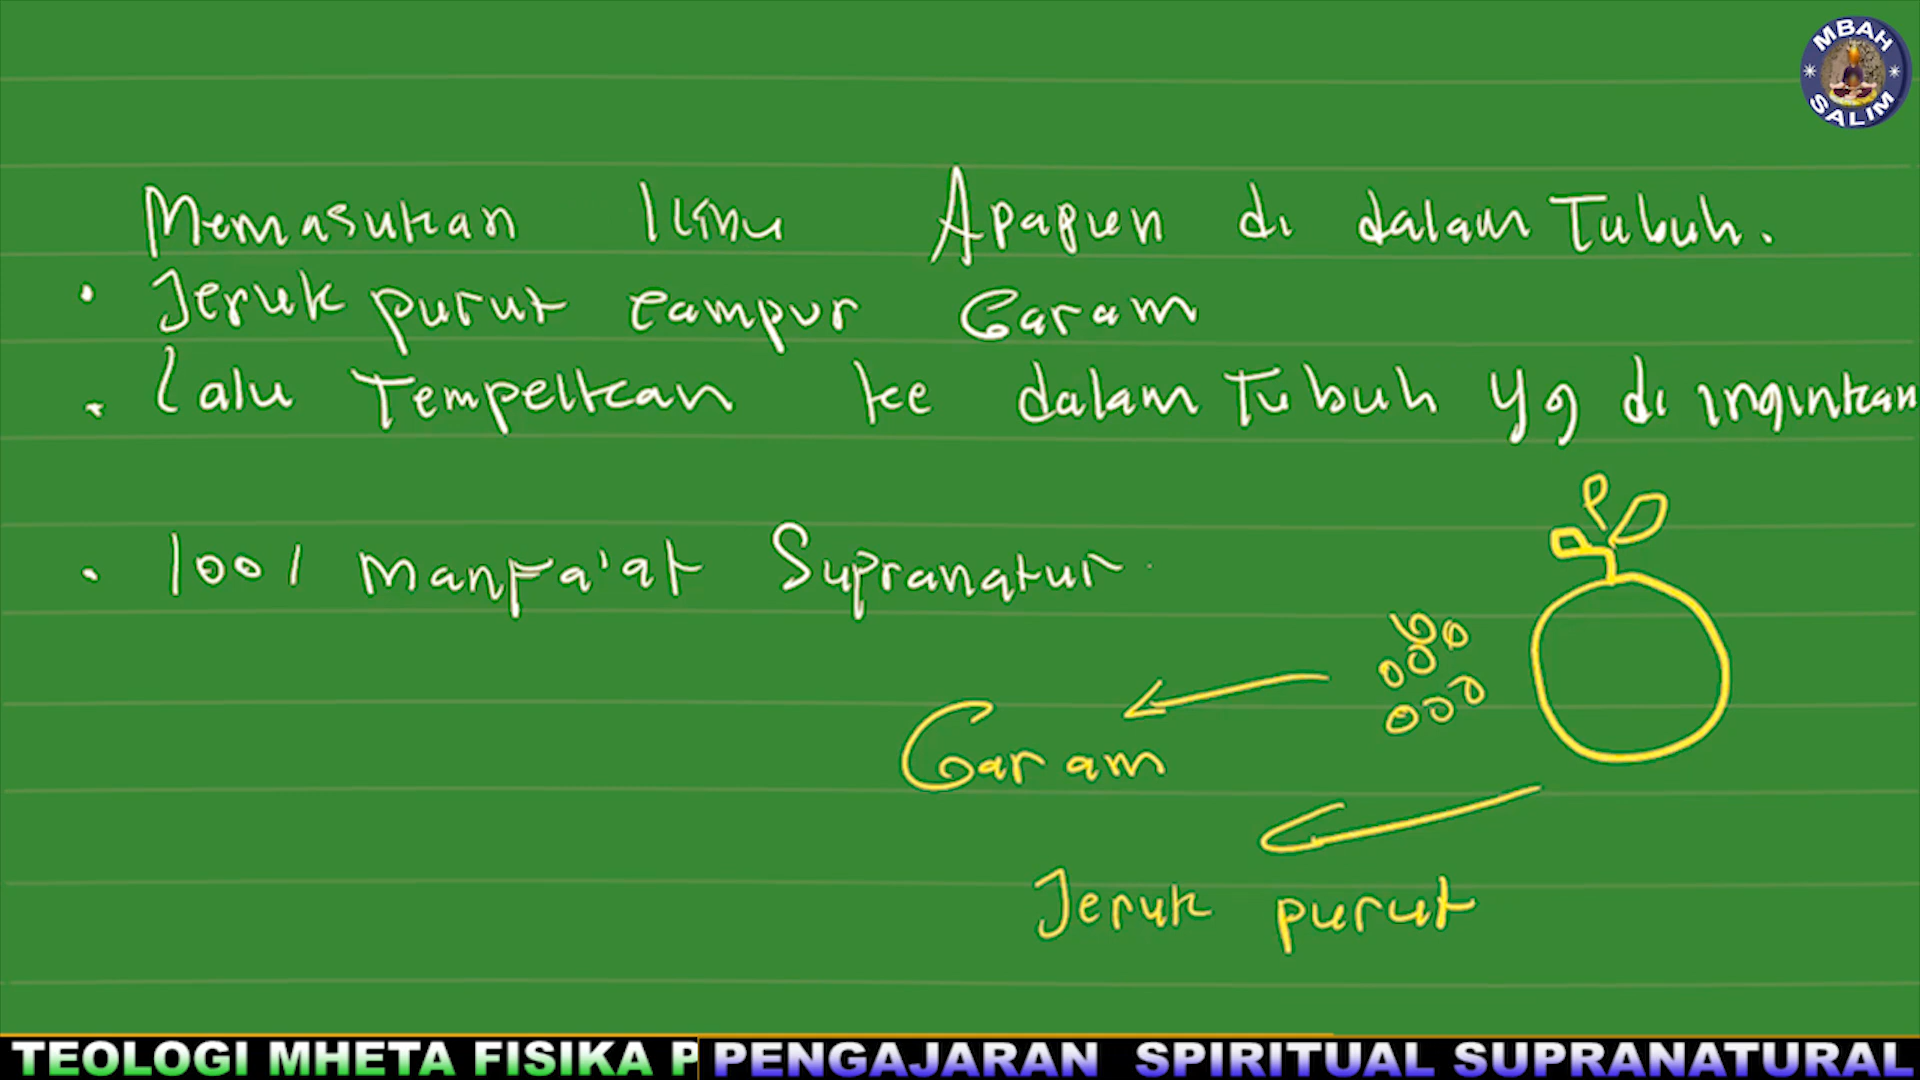 MBAH
SALIM
Memasukan Ilmu Apapun di dalam Tubuh.
• Jeruk purut campur Garam
• Lalu Tempelkan ke dalam Tubuh yg di inginkan
• 1001 Manfa'at Supranatur
Garam
Jeruk purut
TEOLOGI MHETA FISIKA P PENGAJARAN SPIRITUAL SUPRANATURAL